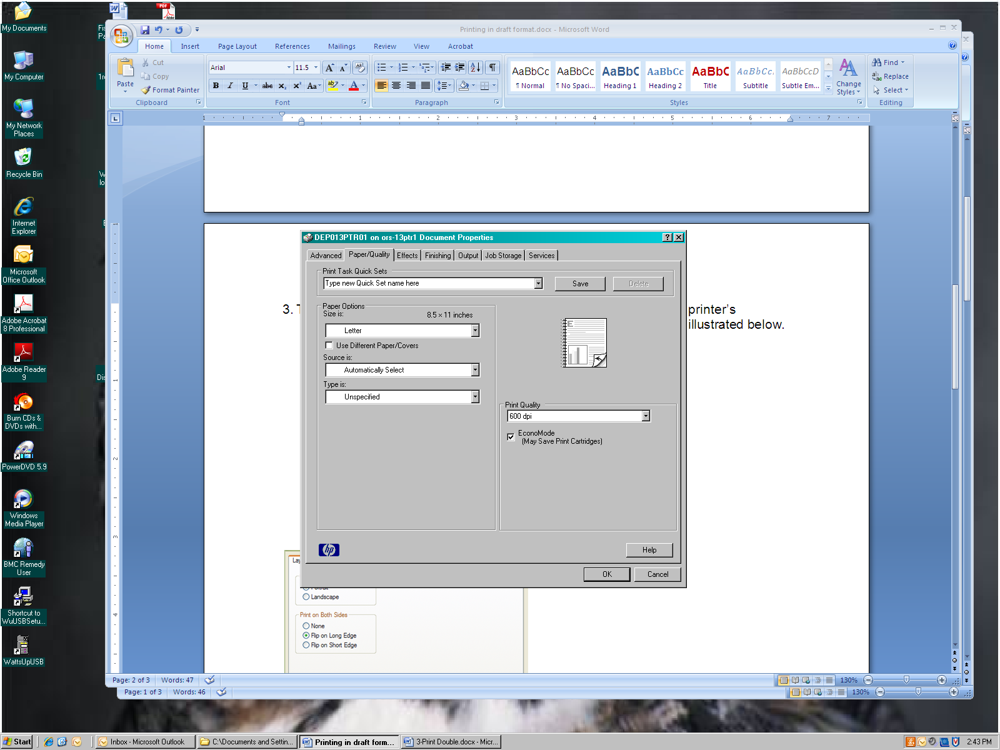 My Documents
My Computer
My Network
Places
Recycle Bin
Internet
Explorer
Microsoft
Office Outlook
Adobe Acrobat
8 Professional
Adobe Reader
9
Burn CDs &
DVDs with...
PowerDVD 5.9
Windows
Media Player
BMC Remedy
User
Shortcut to
WuUSBSetu...
WattsUpUSB
Printing in draft format.docx - Microsoft Word
Home Insert Page Layout References Mailings Review View Acrobat
Paste
Cut
Copy
Format Painter
Clipboard
Arial 11.5
Font
Paragraph
AaBbCc AaBbCc AaBbC AaBbCc AaBbC AaBbCc. AaBbCcD
¶ Normal ¶ No Spaci... Heading 1 Heading 2 Title Subtitle Subtle Em...
Change
Styles
Styles
Find
Replace
Select
Editing
1 1 2 3 4 5 6 7
DEP013PTR01 on ors-13ptr1 Document Properties
Advanced Paper/Quality Effects Finishing Output Job Storage Services
Print Task Quick Sets
Type new Quick Set name here Save Delete
Paper Options
Size is: 8.5 × 11 inches
Letter
Use Different Paper/Covers
Source is:
Automatically Select
Type is:
Unspecified
Print Quality
600 dpi
EconoMode
(May Save Print Cartridges)
hp
Help
OK Cancel
3. printer's
illustrated below.
Landscape
Print on Both Sides
None
Flip on Long Edge
Flip on Short Edge
Page: 2 of 3 Words: 47 130%
Page: 1 of 3 Words: 46 130%
Start Inbox - Microsoft Outlook C:\Documents and Settin... Printing in draft form... 3-Print Double.docx - Micr... 2:43 PM